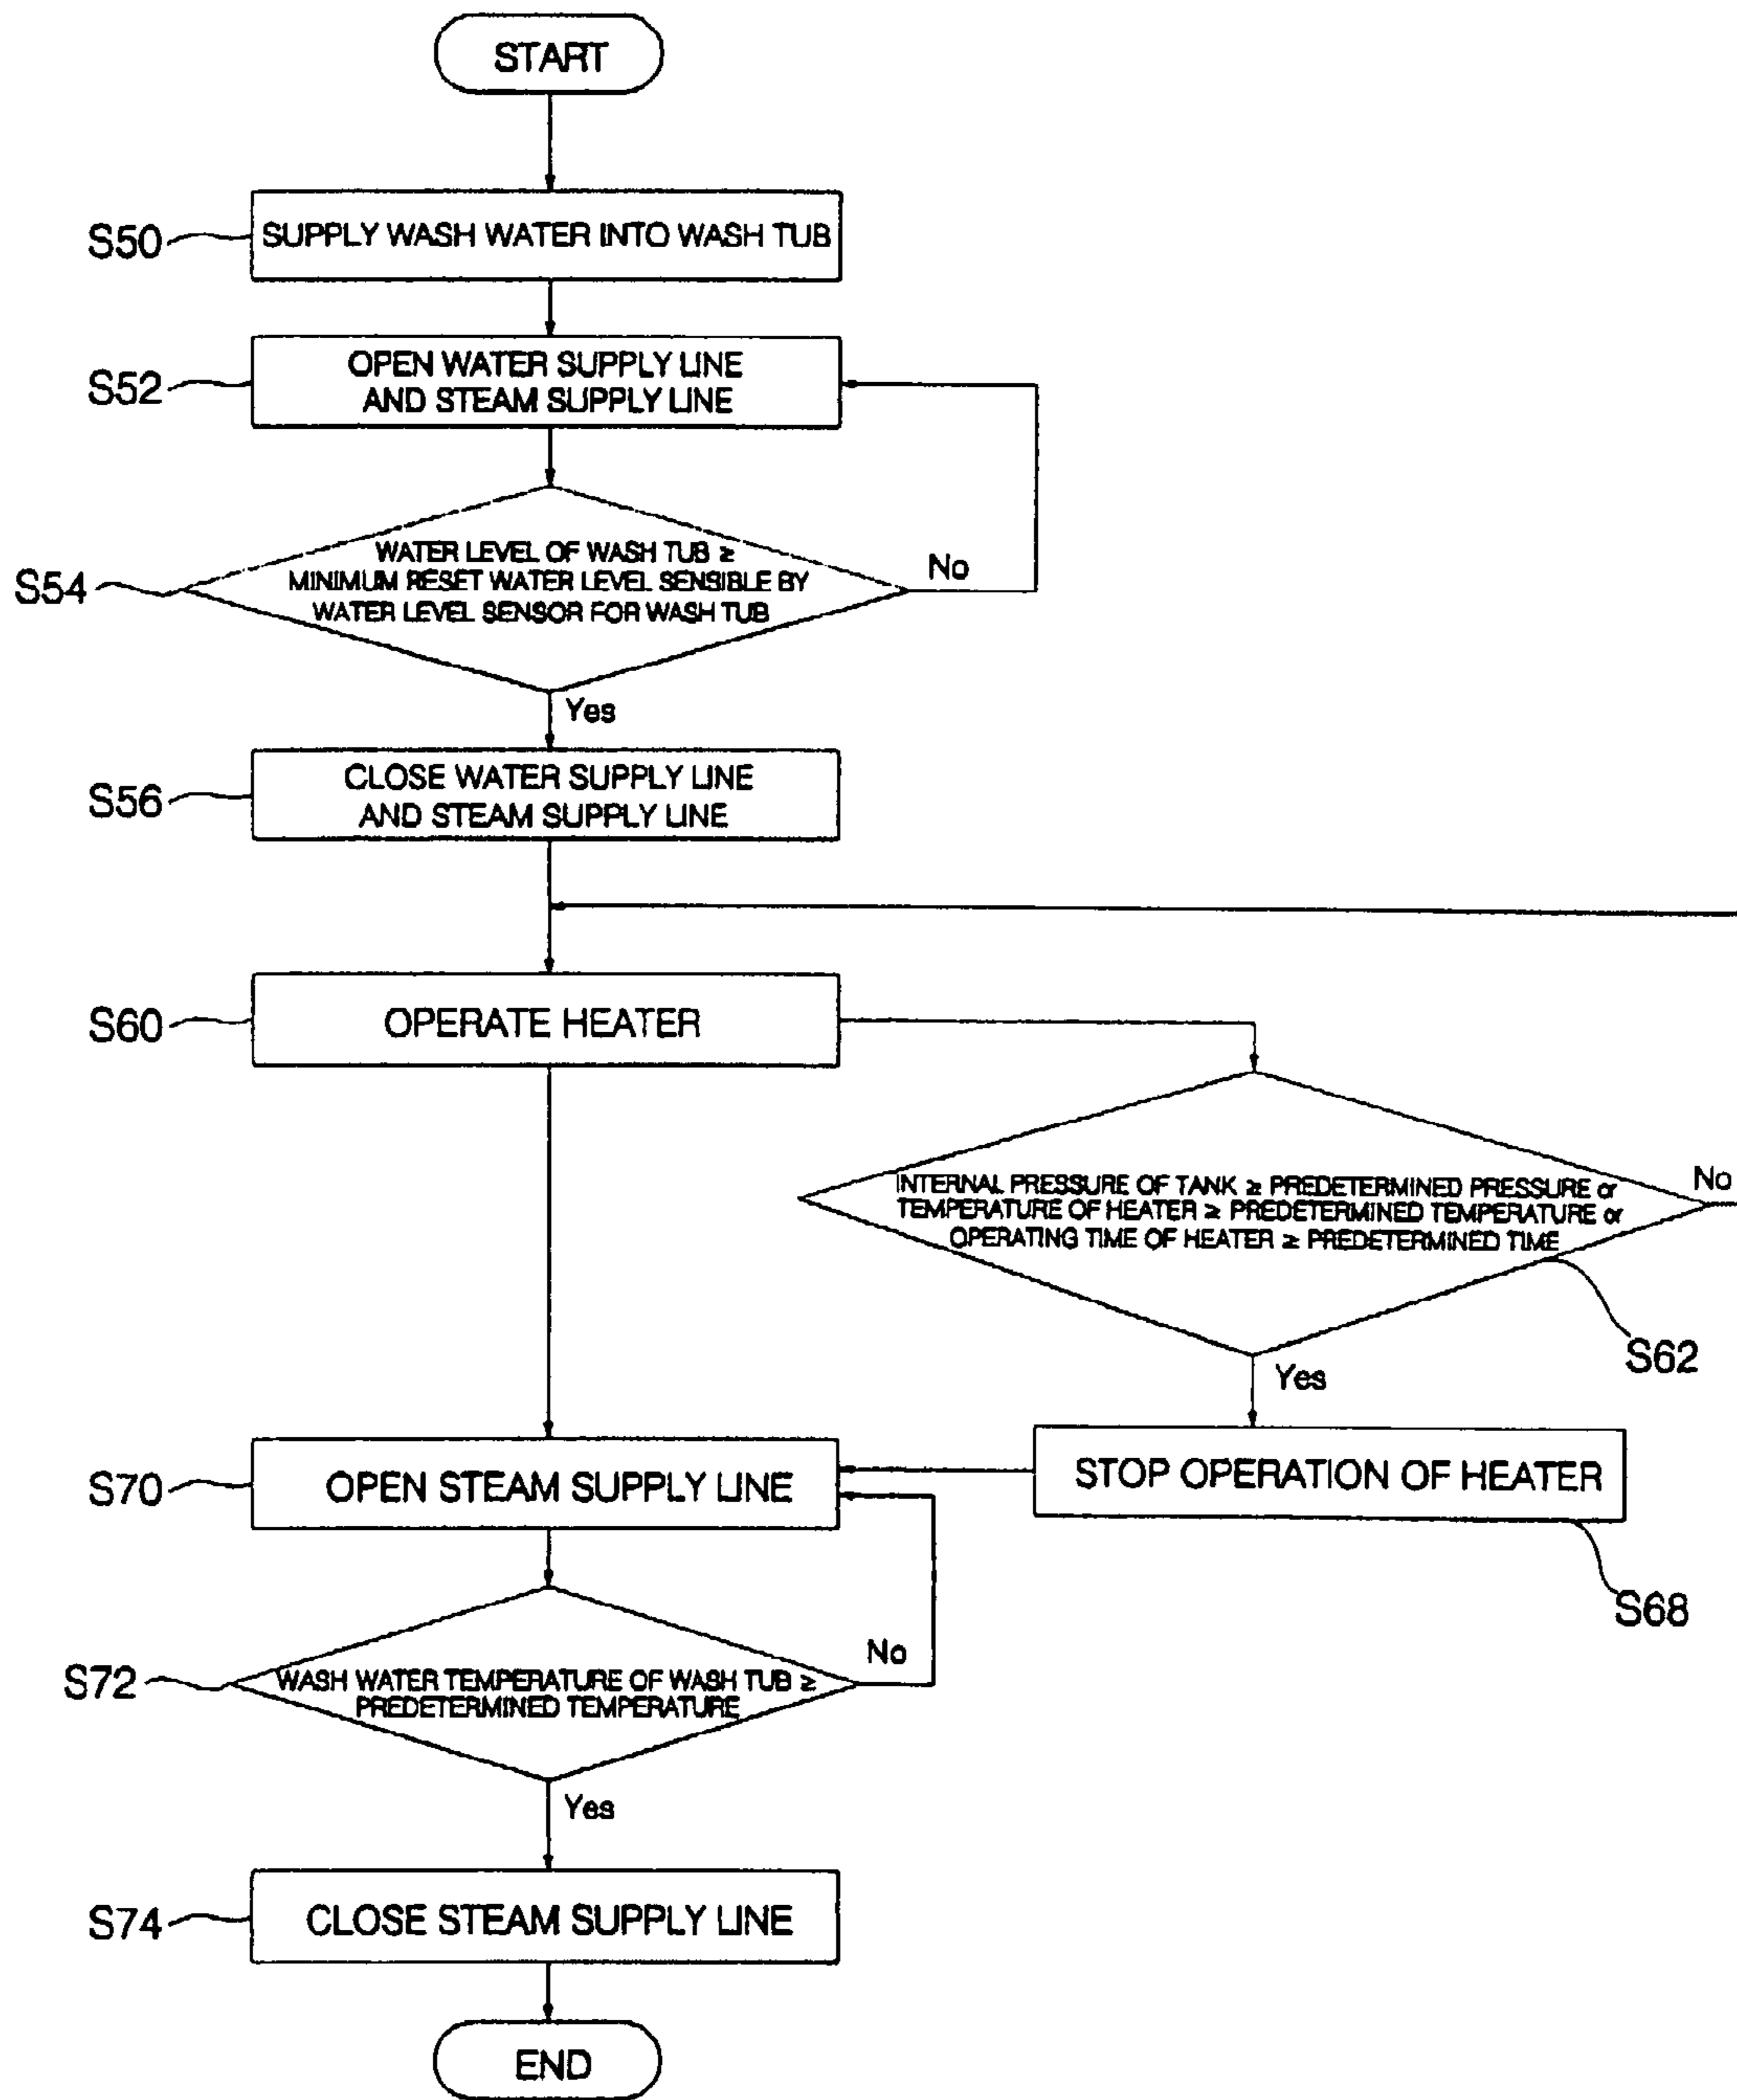 START
S50
SUPPLY WASH WATER INTO WASH TUB
S52
OPEN WATER SUPPLY LINE
AND STEAM SUPPLY LINE
S54
WATER LEVEL OF WASH TUB ≥
MINIMUM RESET WATER LEVEL SENSIBLE BY
WATER LEVEL SENSOR FOR WASH TUB
No
Yes
S56
CLOSE WATER SUPPLY LINE
AND STEAM SUPPLY LINE
S60
OPERATE HEATER
INTERNAL PRESSURE OF TANK ≥ PREDETERMINED PRESSURE or
TEMPERATURE OF HEATER ≥ PREDETERMINED TEMPERATURE or
OPERATING TIME OF HEATER ≥ PREDETERMINED TIME
No
S62
Yes
S70
OPEN STEAM SUPPLY LINE
STOP OPERATION OF HEATER
S68
S72
WASH WATER TEMPERATURE OF WASH TUB ≥
PREDETERMINED TEMPERATURE
No
Yes
S74
CLOSE STEAM SUPPLY LINE
END